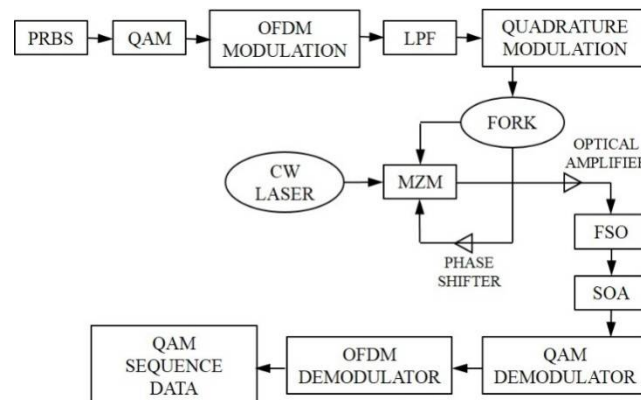 PRBS
QAM
OFDM
MODULATION
LPF
QUADRATURE
MODULATION
FORK
OPTICAL
AMPLIFIER
CW
LASER
MZM
FSO
PHASE
SHIFTER
SOA
QAM
SEQUENCE
DATA
OFDM
DEMODULATOR
QAM
DEMODULATOR